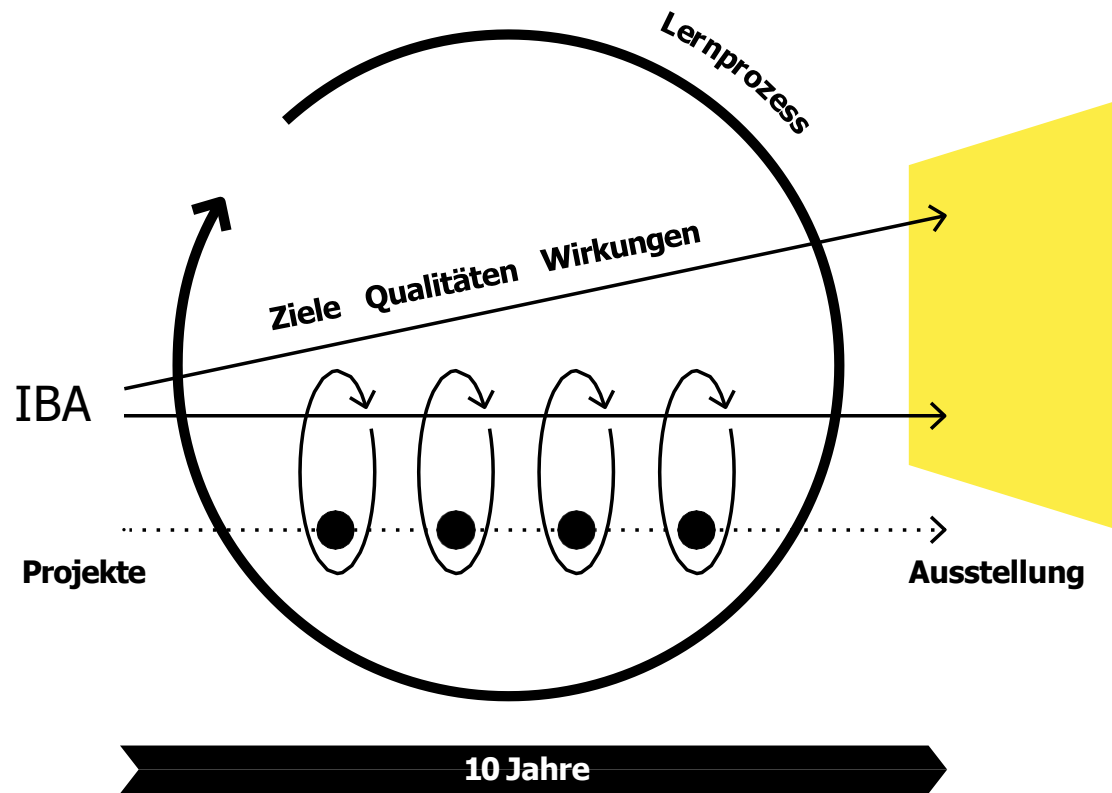 Lernprozess
Ziele Qualitäten Wirkungen
IBA
Projekte
Ausstellung
10 Jahre